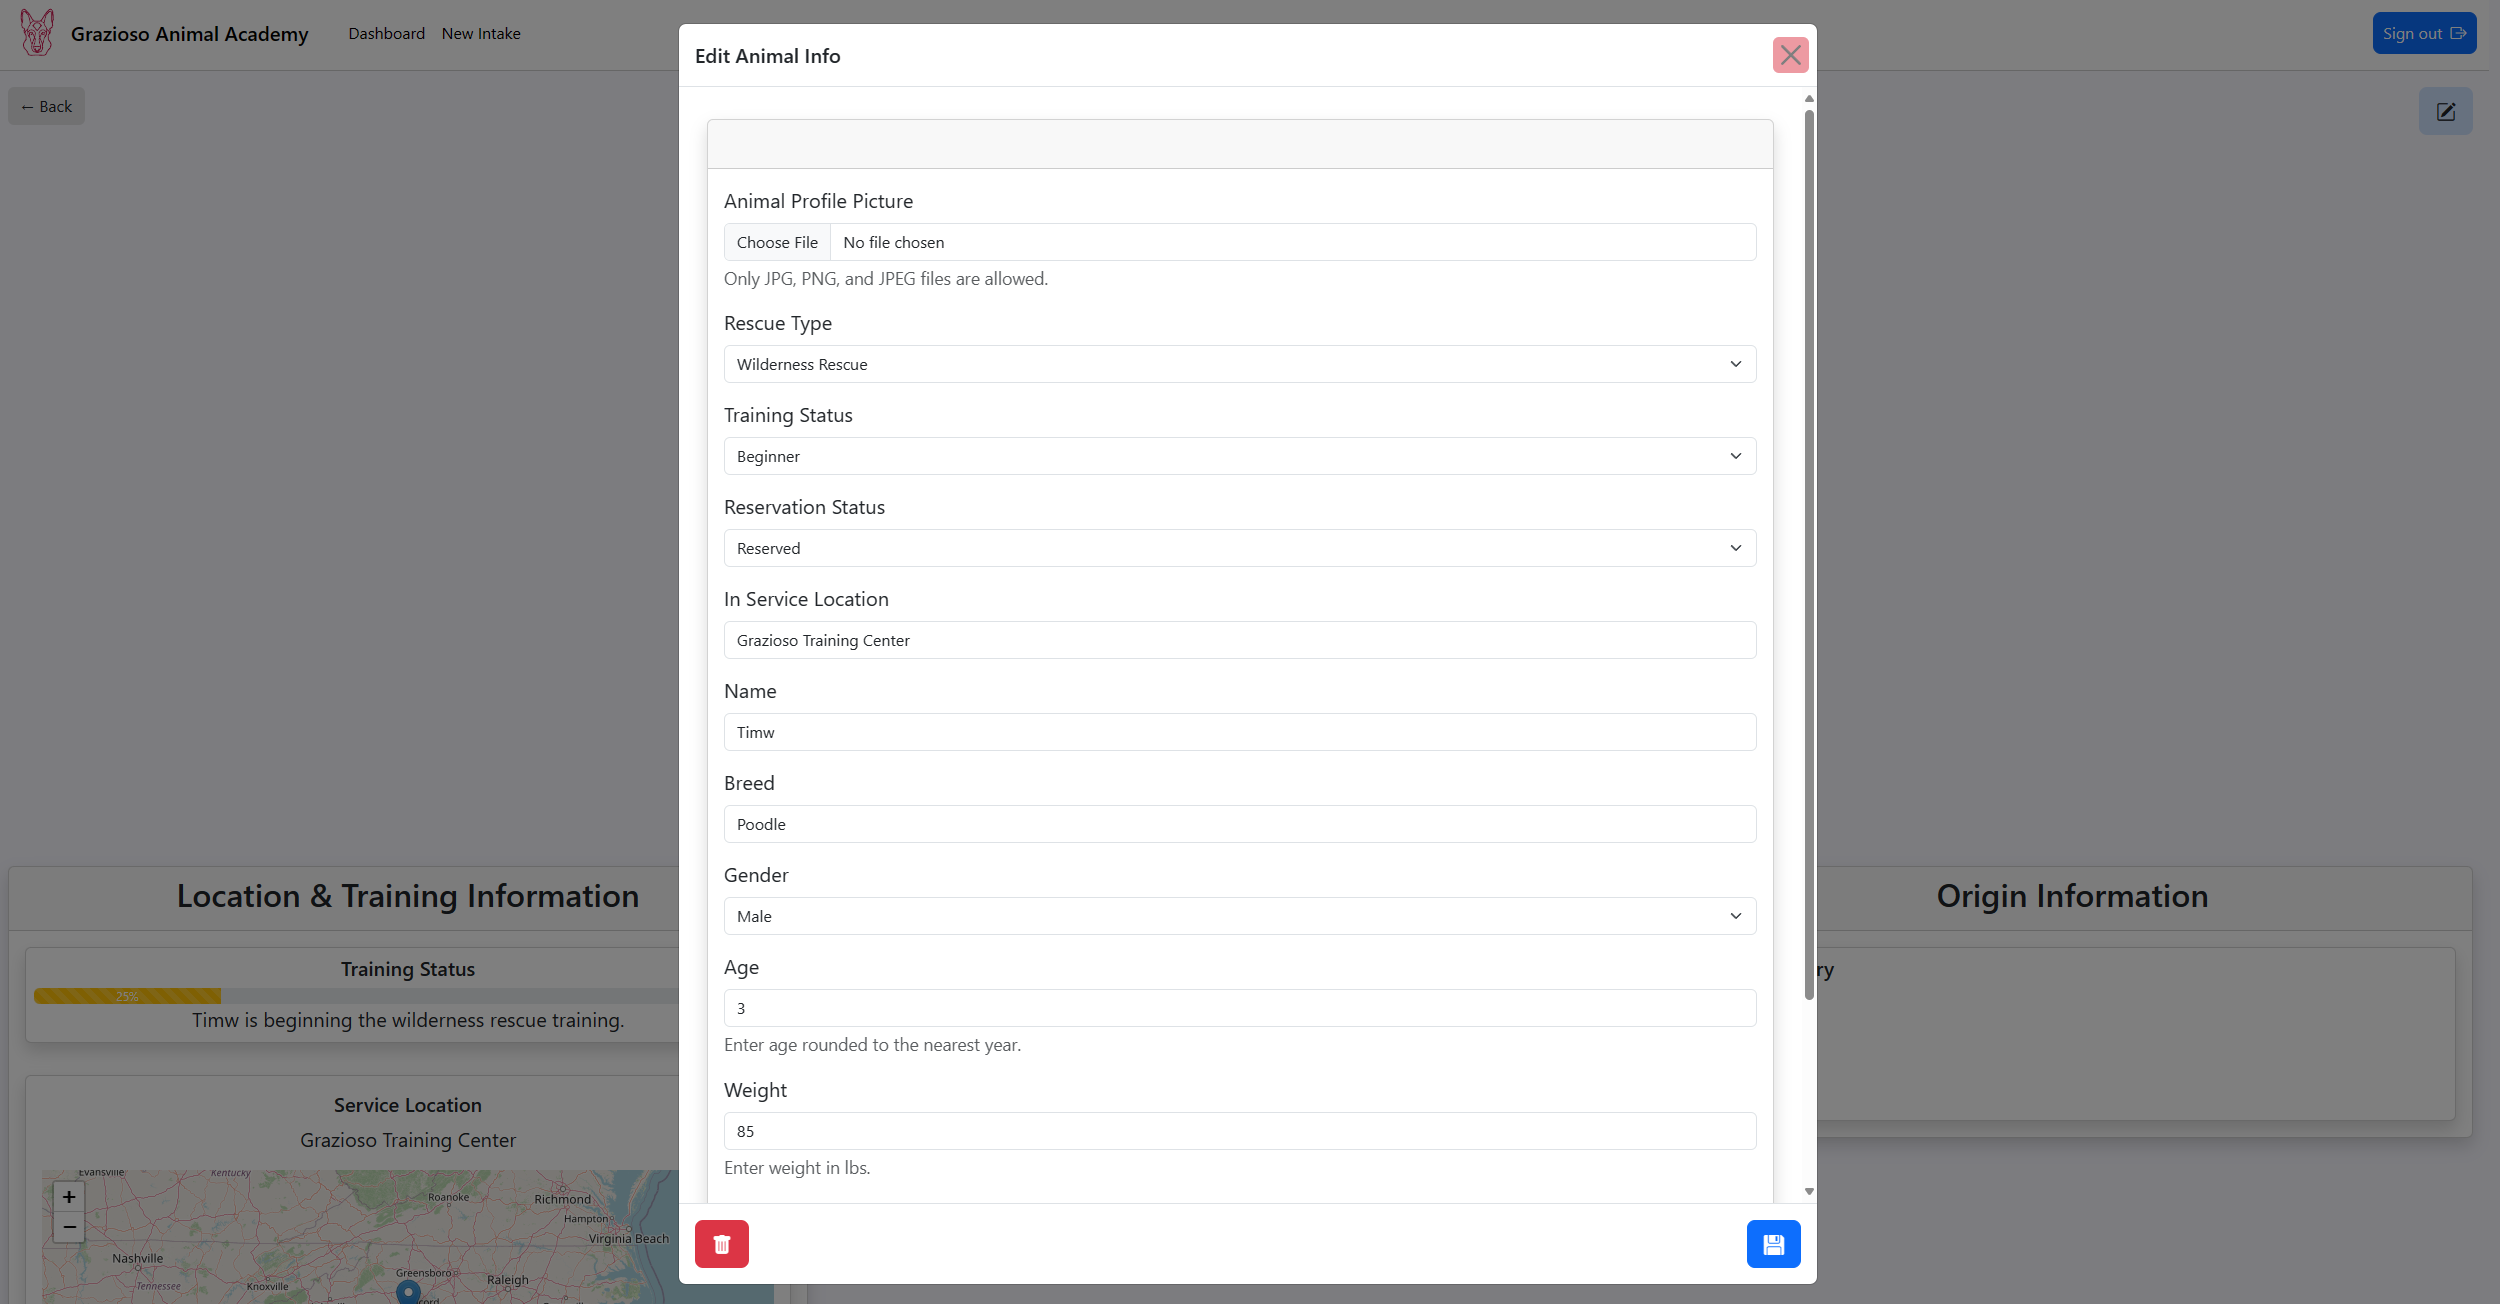 Grazioso Animal Academy
Dashboard
New Intake
Sign out
← Back
Edit Animal Info
Animal Profile Picture
Choose File
No file chosen
Only JPG, PNG, and JPEG files are allowed.
Rescue Type
Wilderness Rescue
Training Status
Beginner
Reservation Status
Reserved
In Service Location
Grazioso Training Center
Name
Timw
Breed
Poodle
Gender
Male
Age
3
Enter age rounded to the nearest year.
Weight
85
Enter weight in lbs.
Location & Training Information
Training Status
25%
Timw is beginning the wilderness rescue training.
Service Location
Grazioso Training Center
+
−
Evansville
Kentucky
Roanoke
Richmond
Hampton
Virginia Beach
Nashville
Tennessee
Knoxville
Greensboro
Raleigh
cord
Origin Information
ry